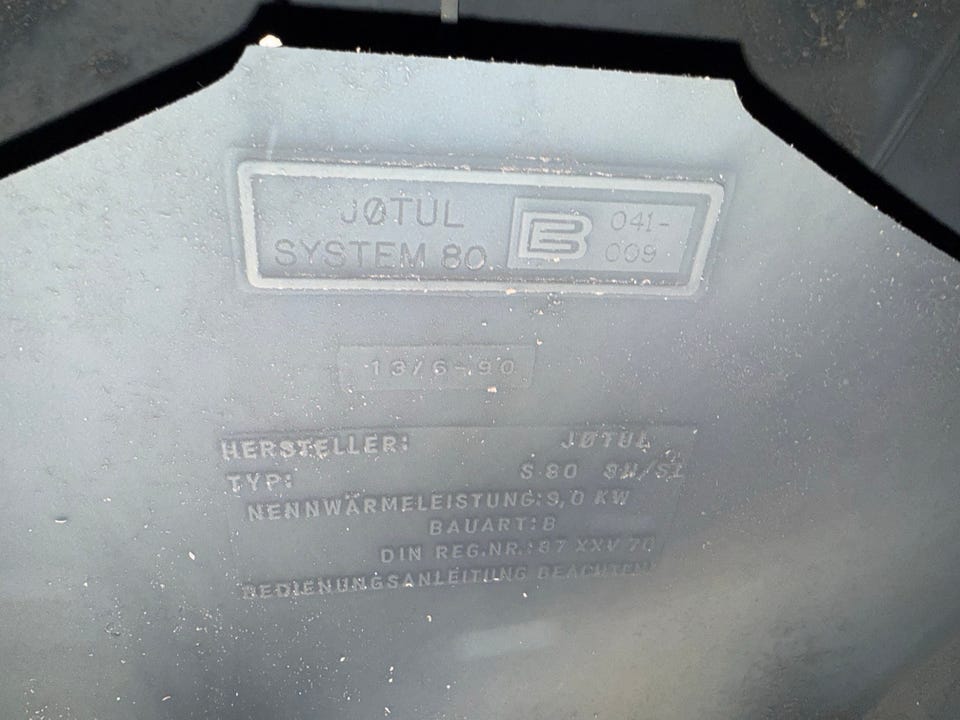 JØTUL
SYSTEM 80
B 041-
009
13/6-90
HERSTELLER: JØTUL
TYP: S 80
NENNWÄRMELEISTUNG: 9,0 KW
BAUART: B
DIN REG.NR.: 87 XXV 70
BEDIENUNGSANLEITUNG BEACHTEN!